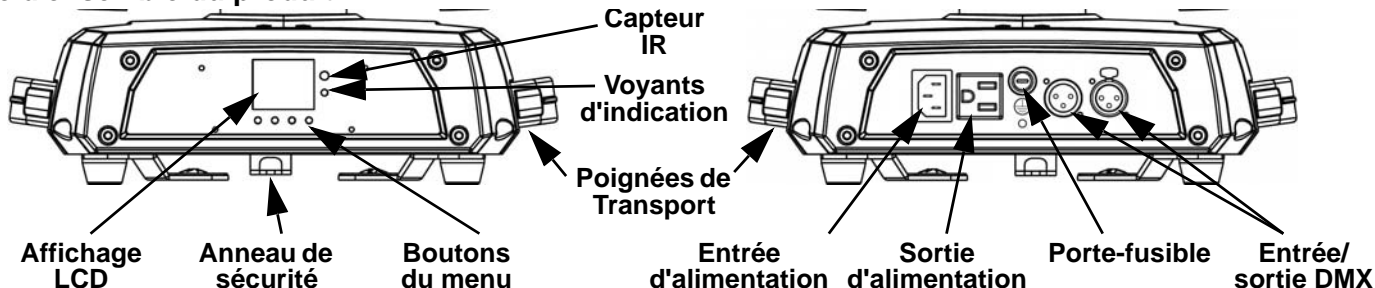 Capteur
IR
Voyants
d'indication
Poignées de
Transport
Affichage
LCD
Anneau de
sécurité
Boutons
du menu
Entrée
d'alimentation
Sortie
d'alimentation
Porte-fusible
Entrée/
sortie DMX